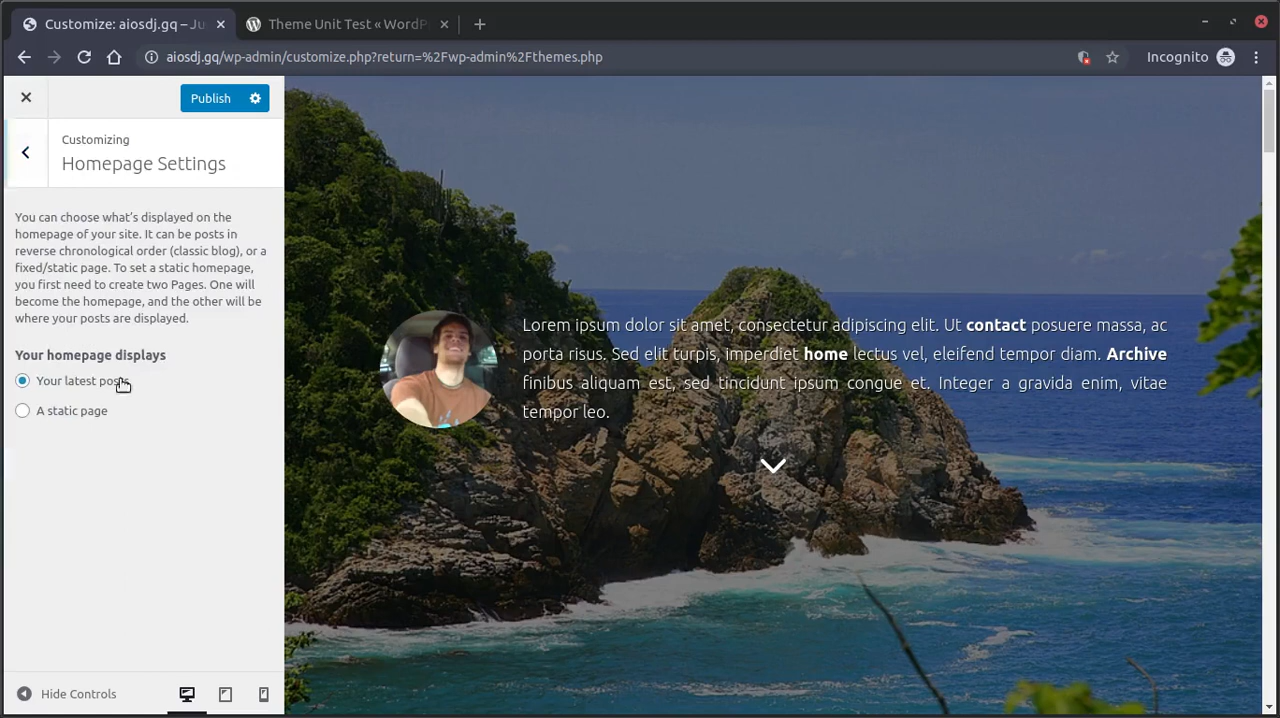 Customize: aiosdj.gq – Ju
Theme Unit Test « WordP
aiosdj.gq/wp-admin/customize.php?return=%2Fwp-admin%2Fthemes.php
Incognito
Publish
Customizing
Homepage Settings
You can choose what's displayed on the
homepage of your site. It can be posts in
reverse chronological order (classic blog), or a
fixed/static page. To set a static homepage,
you first need to create two Pages. One will
become the homepage, and the other will be
where your posts are displayed.
Your homepage displays
Your latest posts
A static page
Hide Controls
Lorem ipsum dolor sit amet, consectetur adipiscing elit. Ut contact posuere massa, ac
porta risus. Sed elit turpis, imperdiet home lectus vel, eleifend tempor diam. Archive
finibus aliquam est, sed tincidunt ipsum congue et. Integer a gravida enim, vitae
tempor leo.